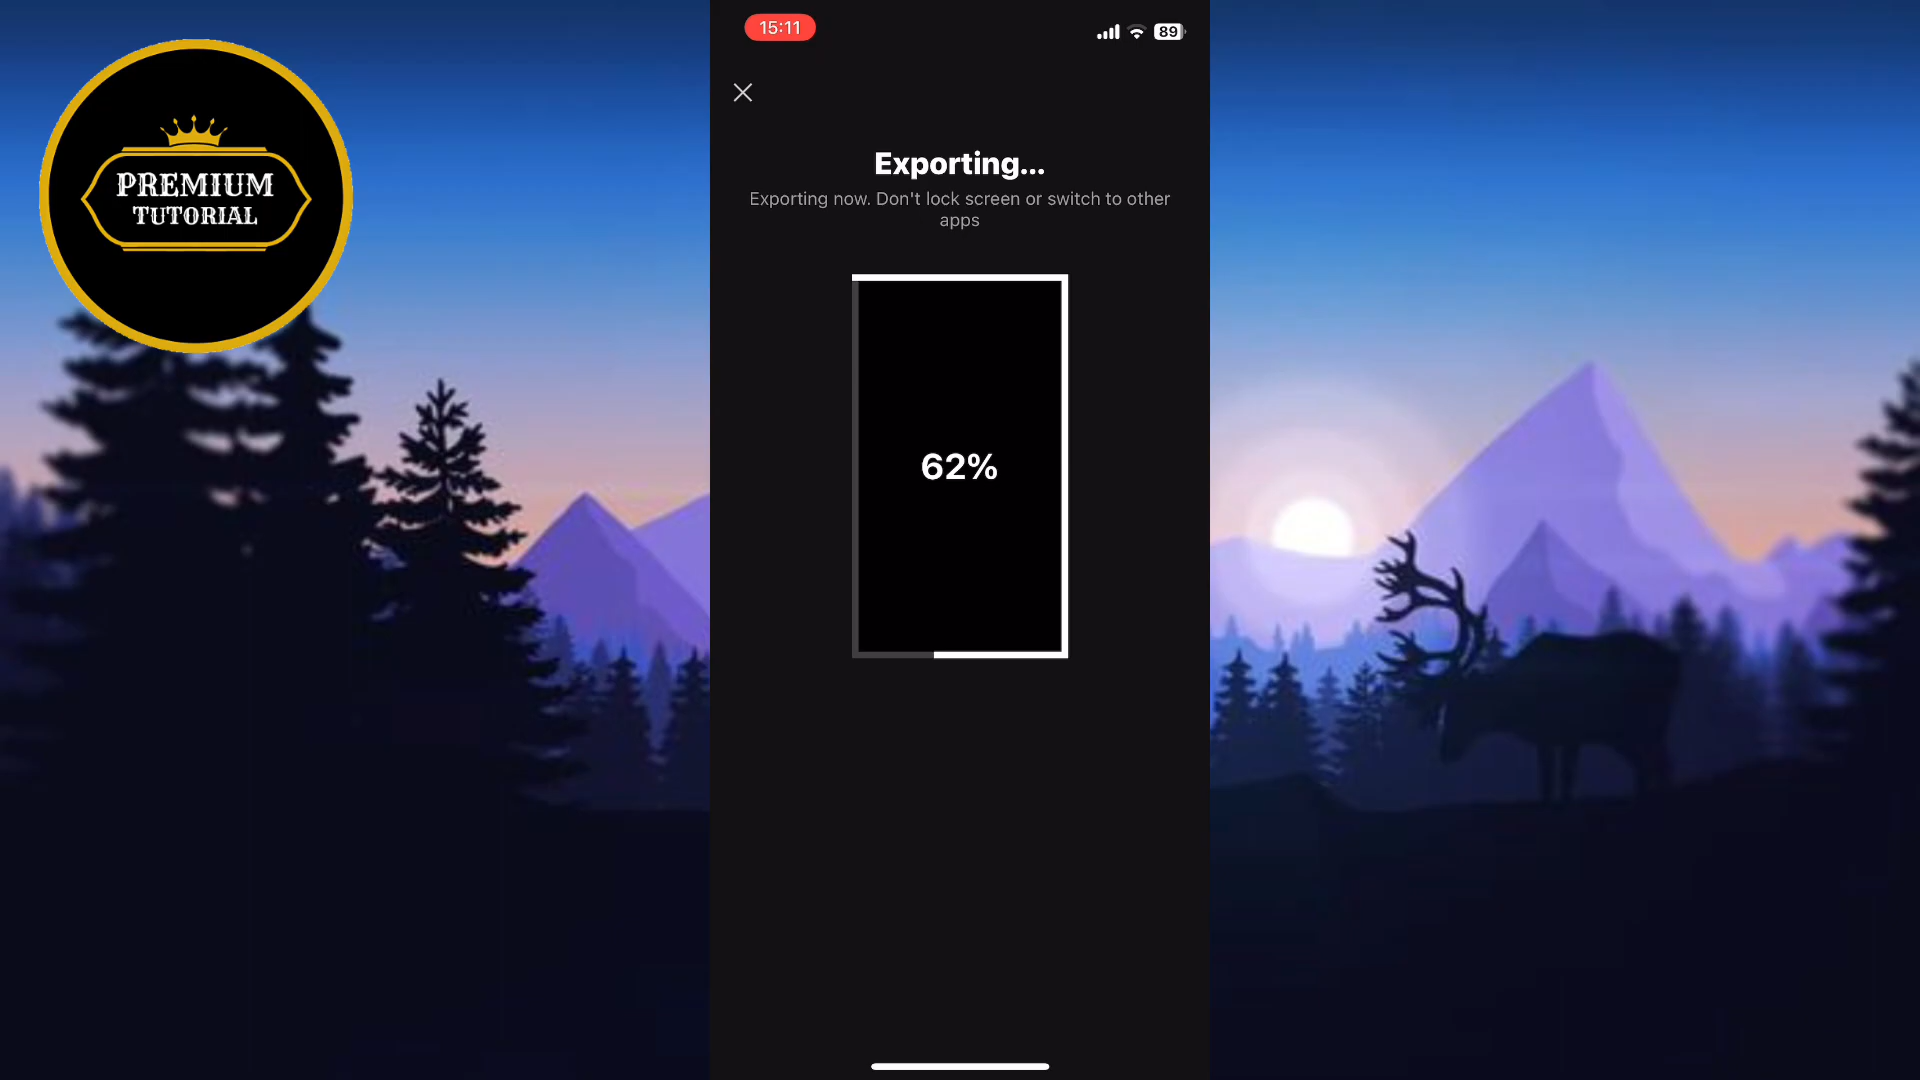 PREMIUM
TUTORIAL
15:11
89
Exporting...
Exporting now. Don't lock screen or switch to other
apps
62%